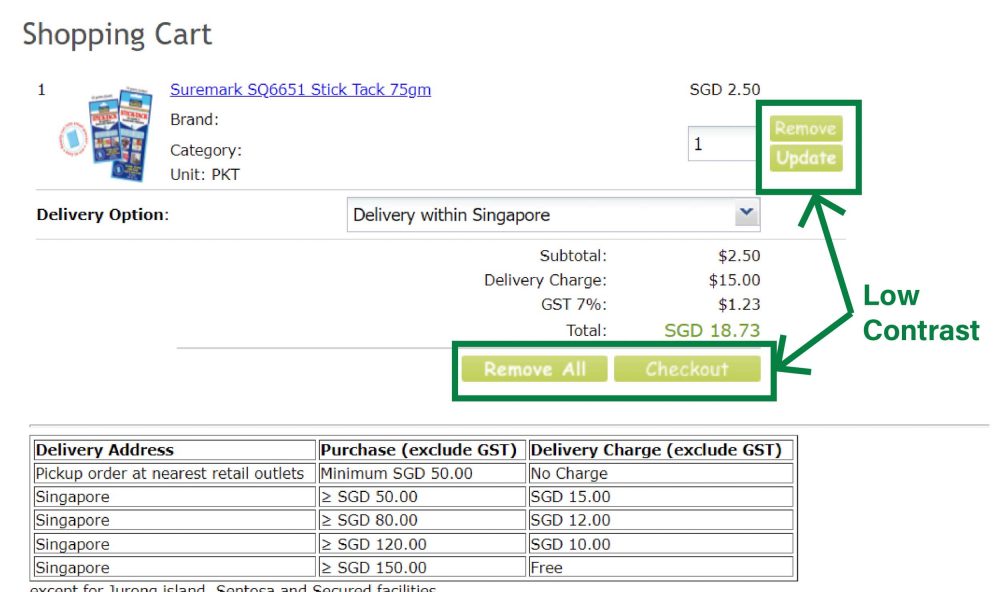 Shopping Cart
1 Suremark SQ6651 Stick Tack 75gm SGD 2.50
Brand:
1 Remove
Category:
Update
Unit: PKT
Delivery Option: Delivery within Singapore
Subtotal: $2.50
Delivery Charge: $15.00
GST 7%: $1.23
Total: SGD 18.73
Low
Contrast
Remove All Checkout
Delivery Address Purchase (exclude GST) Delivery Charge (exclude GST)
Pickup order at nearest retail outlets Minimum SGD 50.00 No Charge
Singapore ≥ SGD 50.00 SGD 15.00
Singapore ≥ SGD 80.00 SGD 12.00
Singapore ≥ SGD 120.00 SGD 10.00
Singapore ≥ SGD 150.00 Free
except for Jurong island, Sentosa and Secured facilities